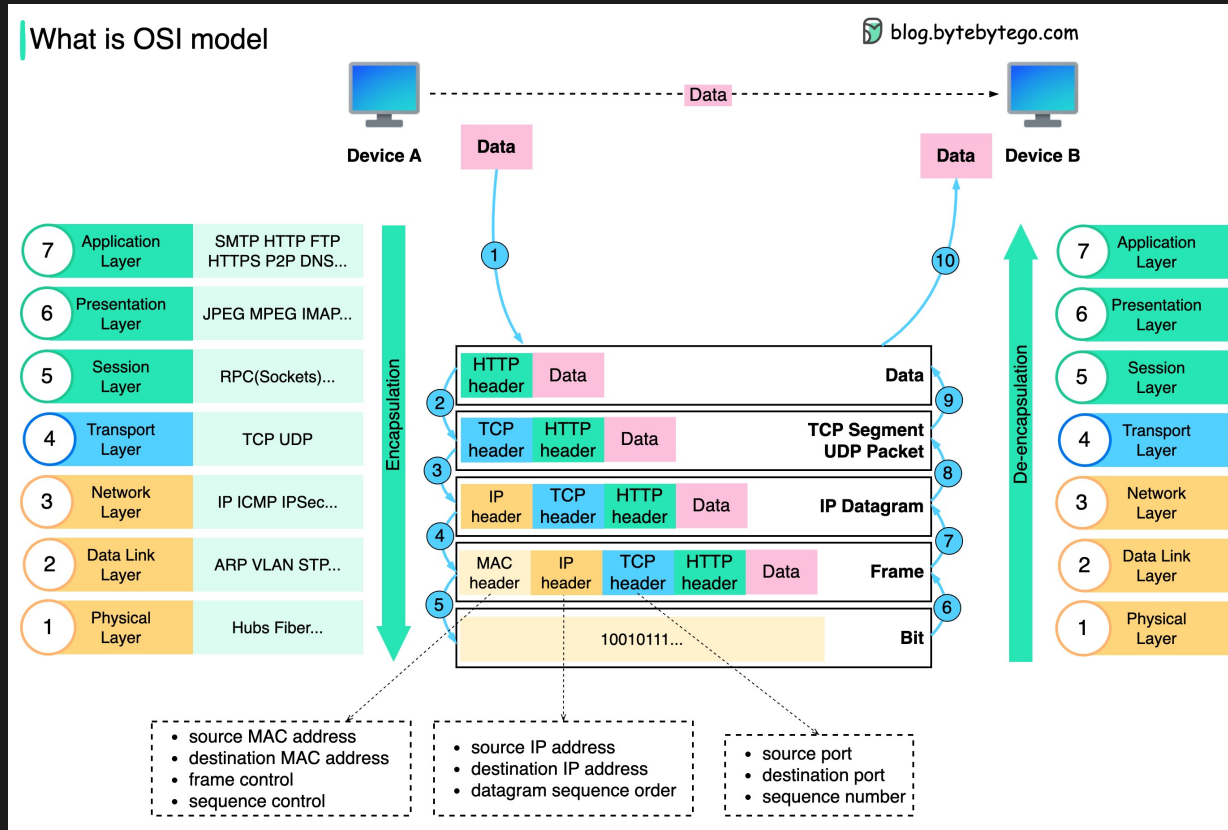 What is OSI model
blog.bytebytego.com
Data
Device A
Data
Data
Device B
7
Application
Layer
SMTP HTTP FTP
HTTPS P2P DNS...
6
Presentation
Layer
JPEG MPEG IMAP...
5
Session
Layer
RPC(Sockets)...
4
Transport
Layer
TCP UDP
3
Network
Layer
IP ICMP IPSec...
2
Data Link
Layer
ARP VLAN STP...
1
Physical
Layer
Hubs Fiber...
Encapsulation
1
2
3
4
5
HTTP
header
Data
Data
TCP
header
HTTP
header
Data
TCP Segment
UDP Packet
IP
header
TCP
header
HTTP
header
Data
IP Datagram
MAC
header
IP
header
TCP
header
HTTP
header
Data
Frame
10010111...
Bit
6
7
8
9
10
De-encapsulation
7
Application
Layer
6
Presentation
Layer
5
Session
Layer
4
Transport
Layer
3
Network
Layer
2
Data Link
Layer
1
Physical
Layer
• source MAC address
• destination MAC address
• frame control
• sequence control
• source IP address
• destination IP address
• datagram sequence order
• source port
• destination port
• sequence number